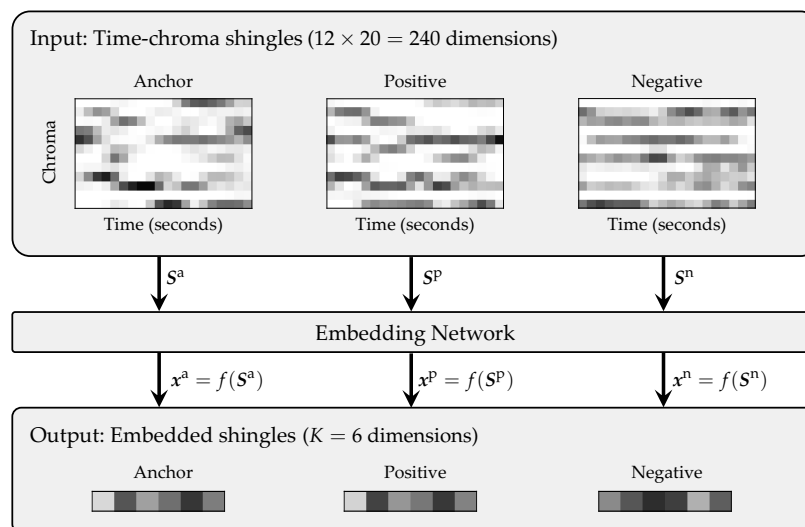 Input: Time-chroma shingles (12 × 20 = 240 dimensions)
Anchor Positive Negative
Chroma
Time (seconds) Time (seconds) Time (seconds)
Sᵃ Sᵖ Sⁿ
Embedding Network
xᵃ = f(Sᵃ) xᵖ = f(Sᵖ) xⁿ = f(Sⁿ)
Output: Embedded shingles (K = 6 dimensions)
Anchor Positive Negative